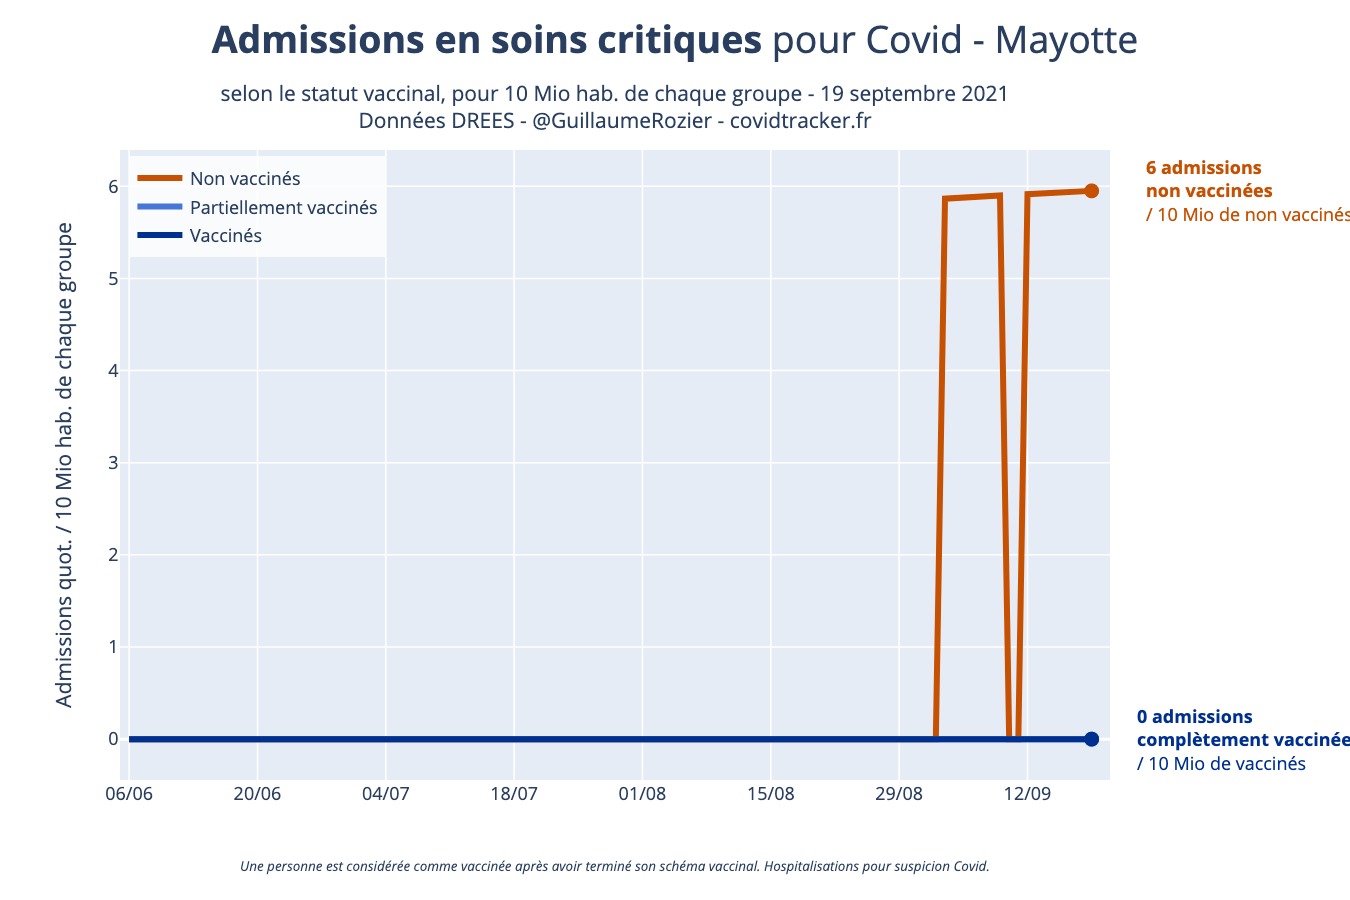 Admissions en soins critiques pour Covid - Mayotte
selon le statut vaccinal, pour 10 Mio hab. de chaque groupe - 19 septembre 2021
Données DREES - @GuillaumeRozier - covidtracker.fr
Admissions quot. / 10 Mio hab. de chaque groupe
Non vaccinés
Partiellement vaccinés
Vaccinés
6
5
4
3
2
1
0
06/06
20/06
04/07
18/07
01/08
15/08
29/08
12/09
6 admissions
non vaccinées
/ 10 Mio de non vaccinés
0 admissions
complètement vaccinée
/ 10 Mio de vaccinés
Une personne est considérée comme vaccinée après avoir terminé son schéma vaccinal. Hospitalisations pour suspicion Covid.